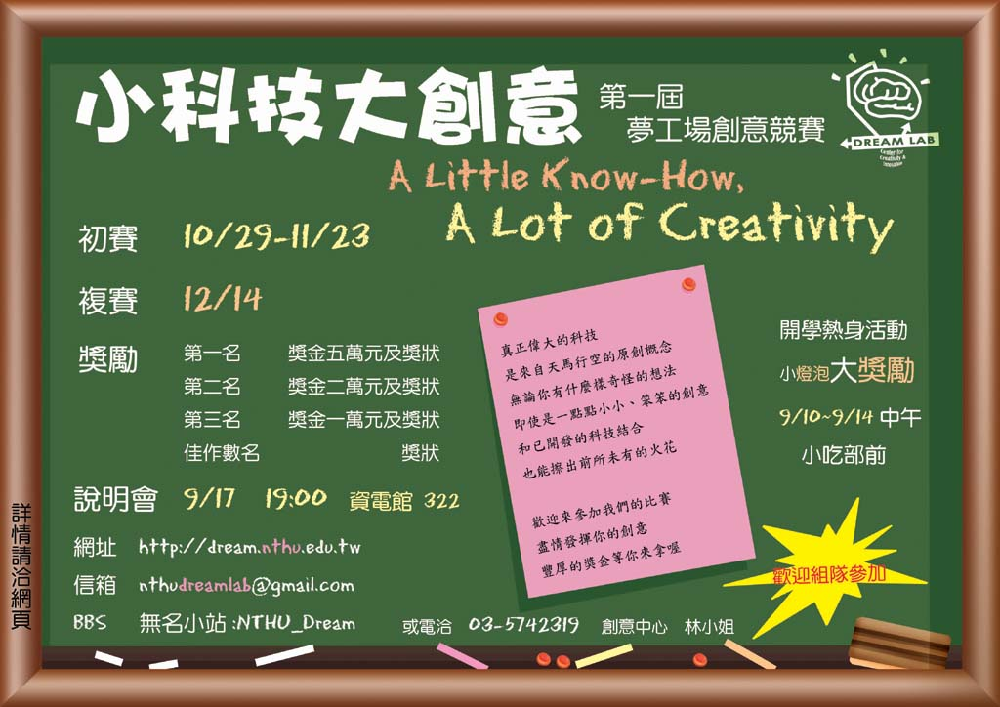 小科技大創意
第一屆
夢工場創意競賽
DREAM LAB
Center for
Creativity &
Innovation
A Little Know-How,
A Lot of Creativity
初賽 10/29-11/23
複賽 12/14
獎勵 第一名 獎金五萬元及獎狀
第二名 獎金二萬元及獎狀
第三名 獎金一萬元及獎狀
佳作數名 獎狀
說明會 9/17 19:00 資電館 322
網址 http://dream.nthu.edu.tw
信箱 nthudreamlab@gmail.com
BBS 無名小站:NTHU_Dream
或電洽 03-5742319 創意中心 林小姐
真正偉大的科技
是來自天馬行空的原創概念
無論你有什麼樣奇怪的想法
即使是一點點小小、笨笨的創意
和已開發的科技結合
也能擦出前所未有的火花
歡迎來參加我們的比賽
盡情發揮你的創意
豐厚的獎金等你來拿喔
開學熱身活動
小燈泡大獎勵
9/10~9/14 中午
小吃部前
歡迎組隊參加
詳情請洽網頁